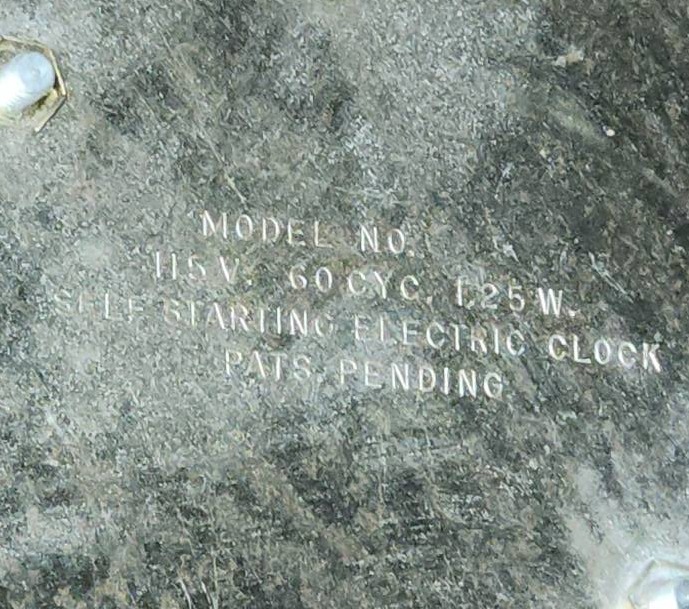 MODEL NO.
115 V. 60 CYC. 1.25 W.
SELF STARTING ELECTRIC CLOCK
PATS. PENDING